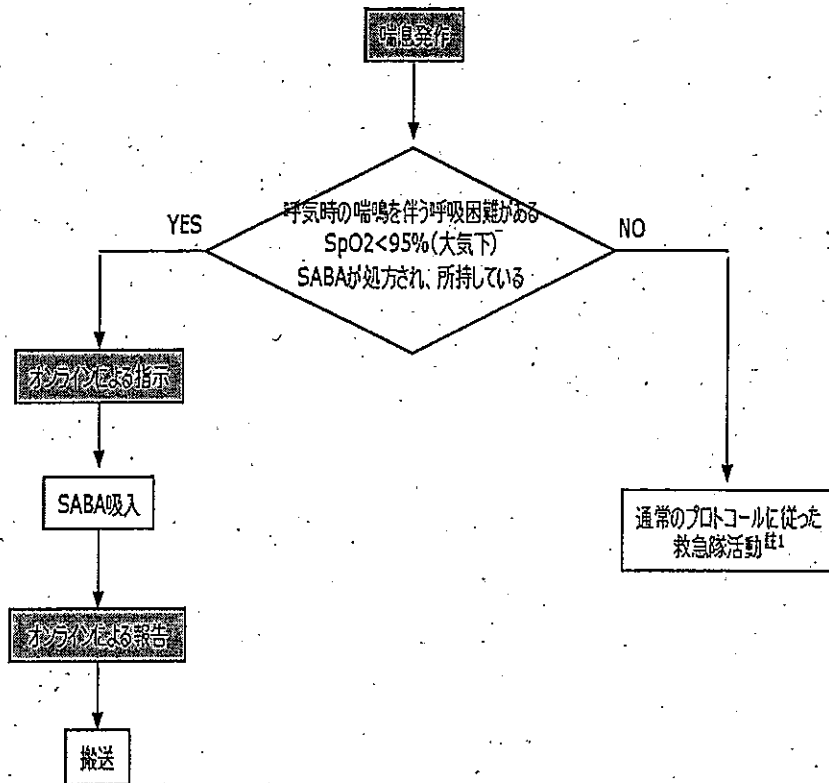 喘息発作
呼気時の喘鳴を伴う呼吸困難がある
YES
SpO2<95%(大気下)
NO
SABAが処方され、所持している
オンラインによる指示
SABA吸入
通常のプロトコールに従った
救急隊活動註1
オンラインによる報告
搬送